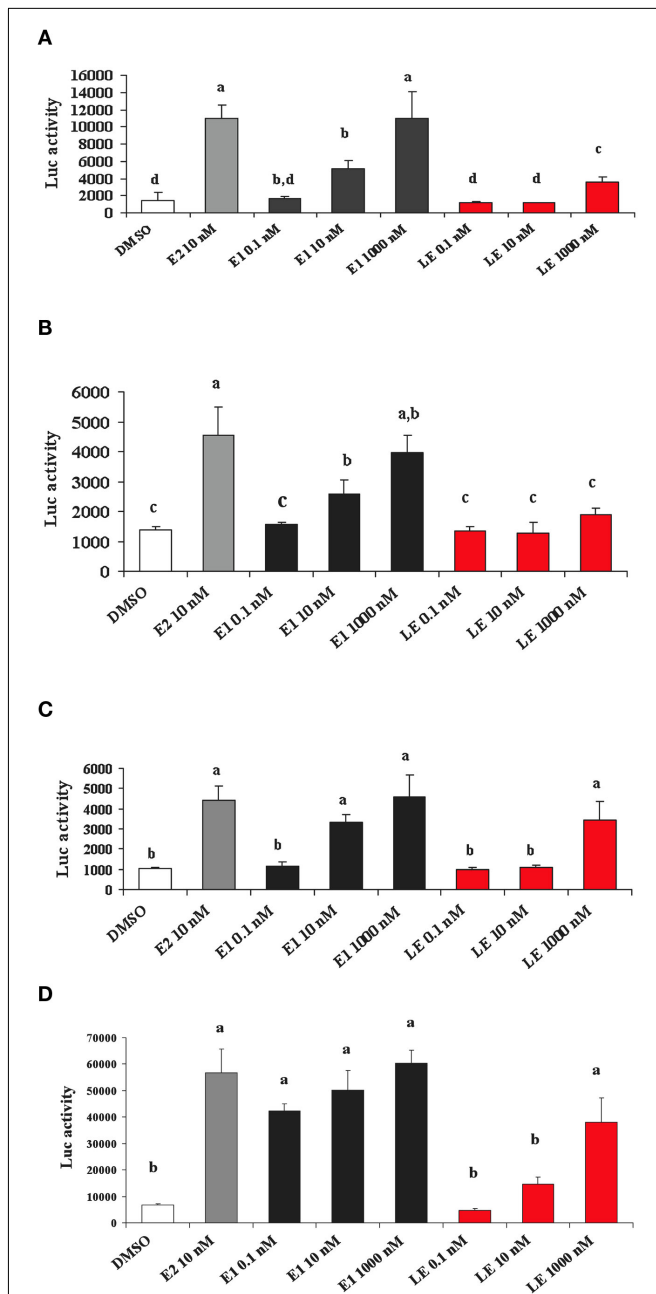 A
Luc activity
16000
14000
12000
10000
8000
6000
4000
2000
0
d
a
b,d
b
a
d
d
c
DMSO
E2 10 nM
E1 0.1 nM
E1 10 nM
E1 1000 nM
LE 0.1 nM
LE 10 nM
LE 1000 nM
B
Luc activity
6000
5000
4000
3000
2000
1000
0
c
a
c
b
a,b
c
c
c
DMSO
E2 10 nM
E1 0.1 nM
E1 10 nM
E1 1000 nM
LE 0.1 nM
LE 10 nM
LE 1000 nM
C
Luc activity
6000
5000
4000
3000
2000
1000
0
b
a
b
a
a
b
b
a
DMSO
E2 10 nM
E1 0.1 nM
E1 10 nM
E1 1000 nM
LE 0.1 nM
LE 10 nM
LE 1000 nM
D
Luc activity
70000
60000
50000
40000
30000
20000
10000
0
b
a
a
a
a
b
b
a
DMSO
E2 10 nM
E1 0.1 nM
E1 10 nM
E1 1000 nM
LE 0.1 nM
LE 10 nM
LE 1000 nM